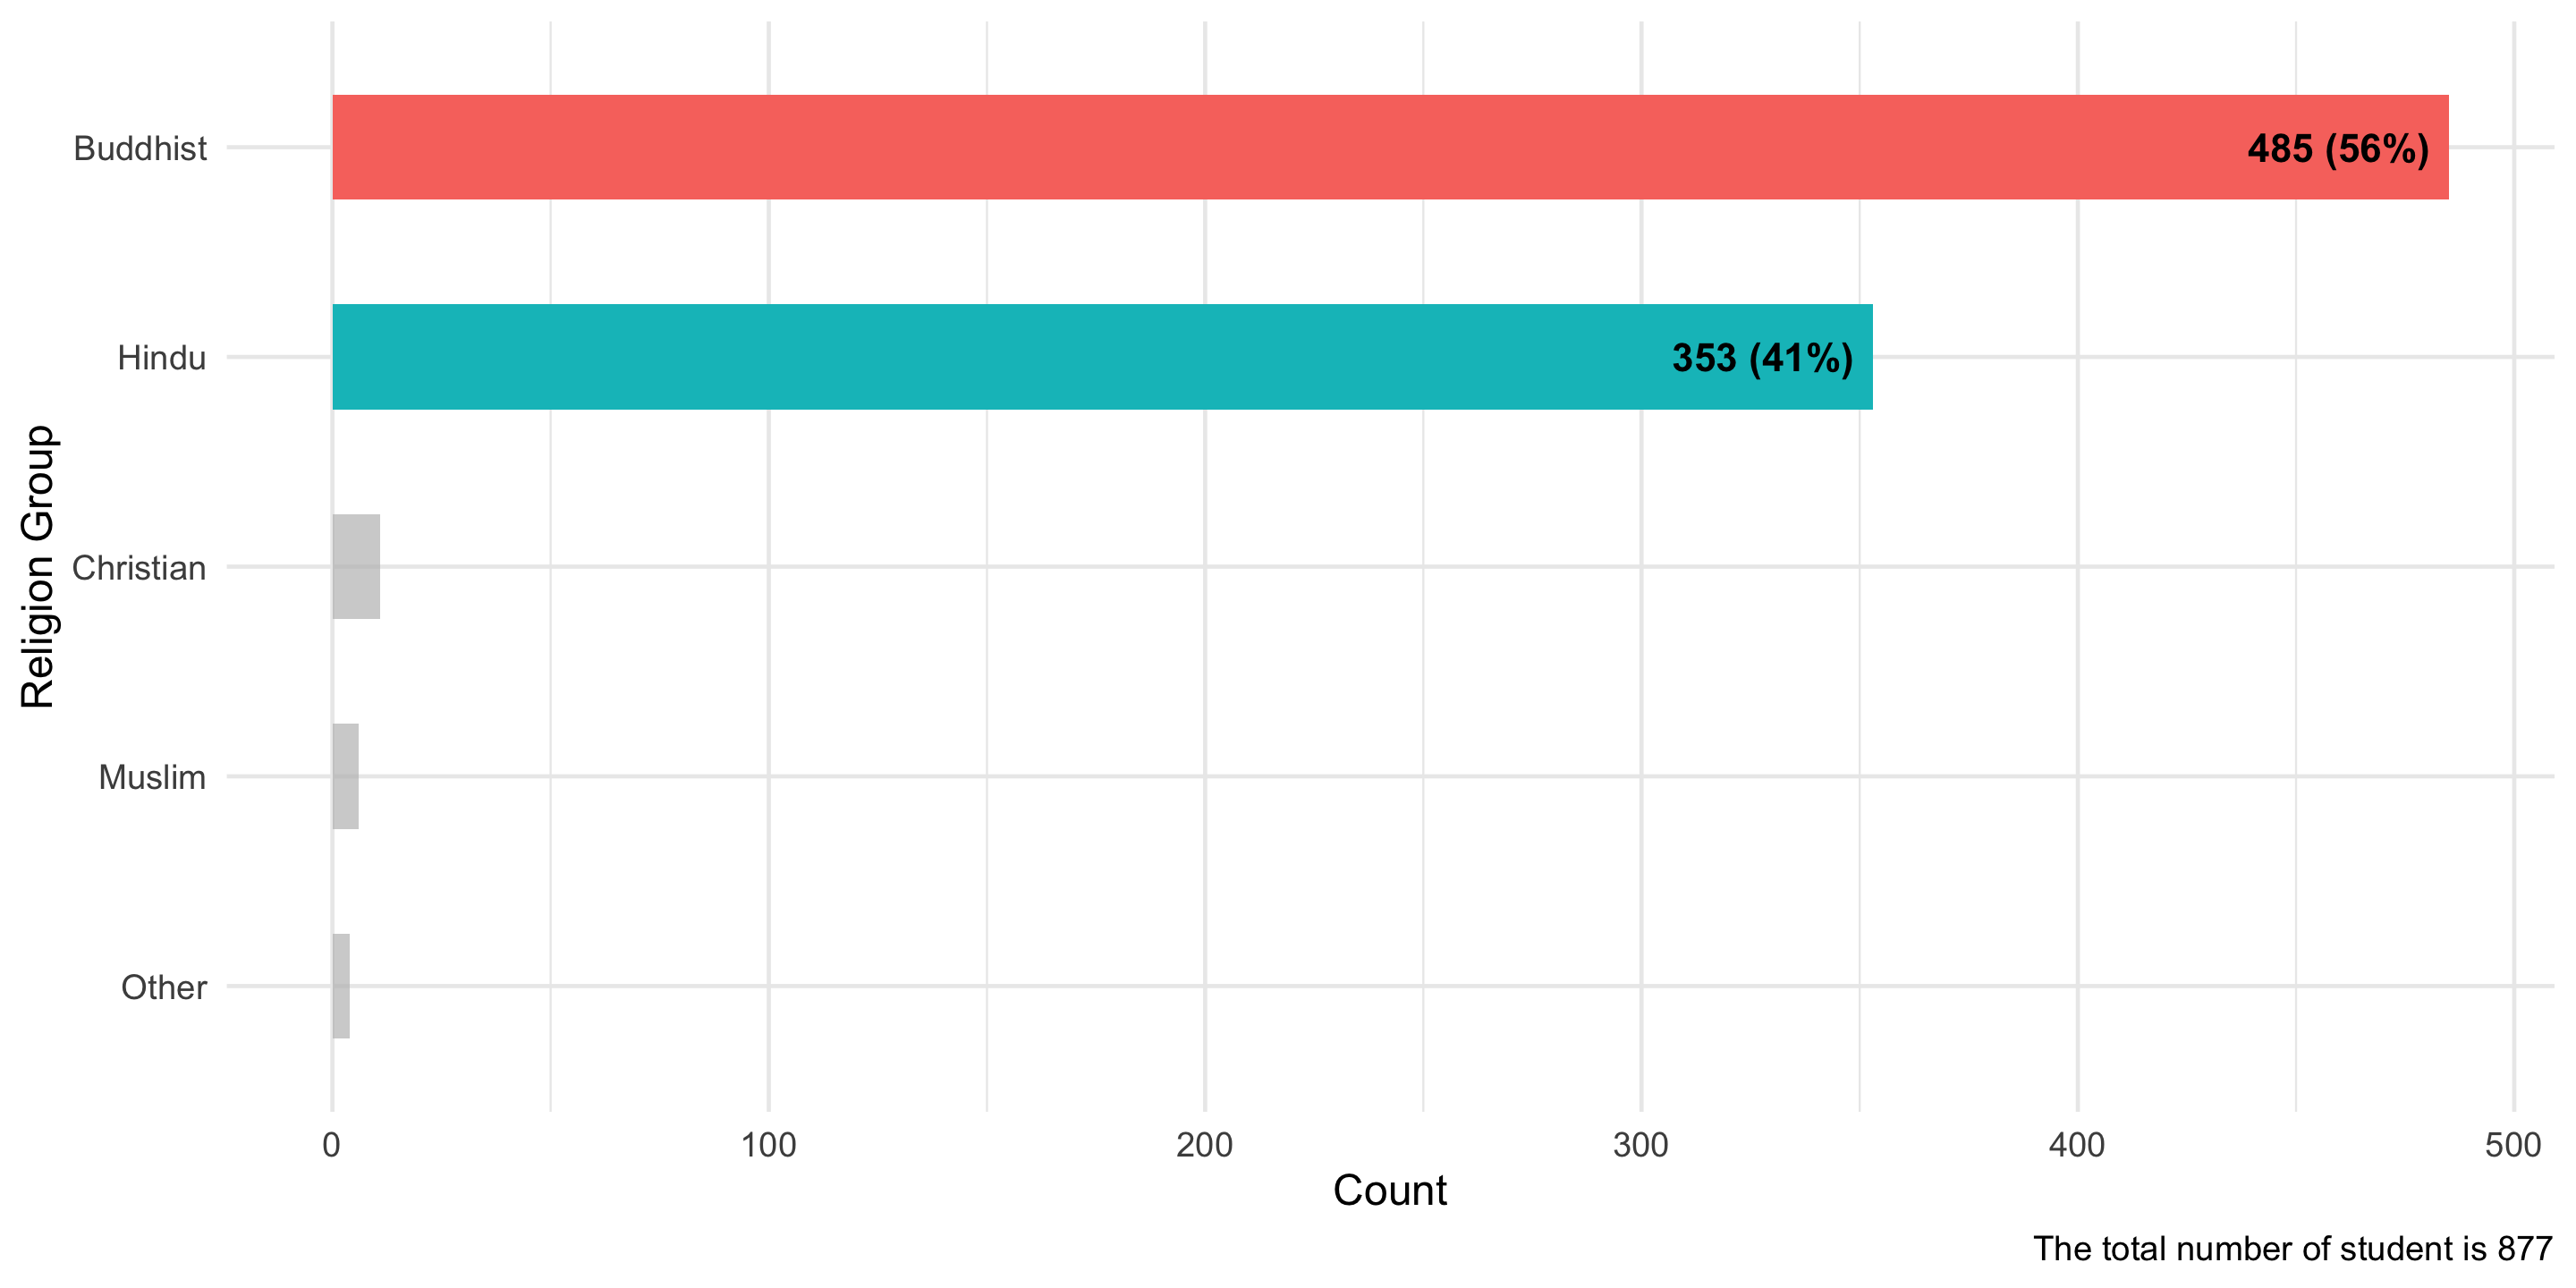 Religion Group
Buddhist
485 (56%)
Hindu
353 (41%)
Christian
Muslim
Other
0 100 200 300 400 500
Count
The total number of student is 877